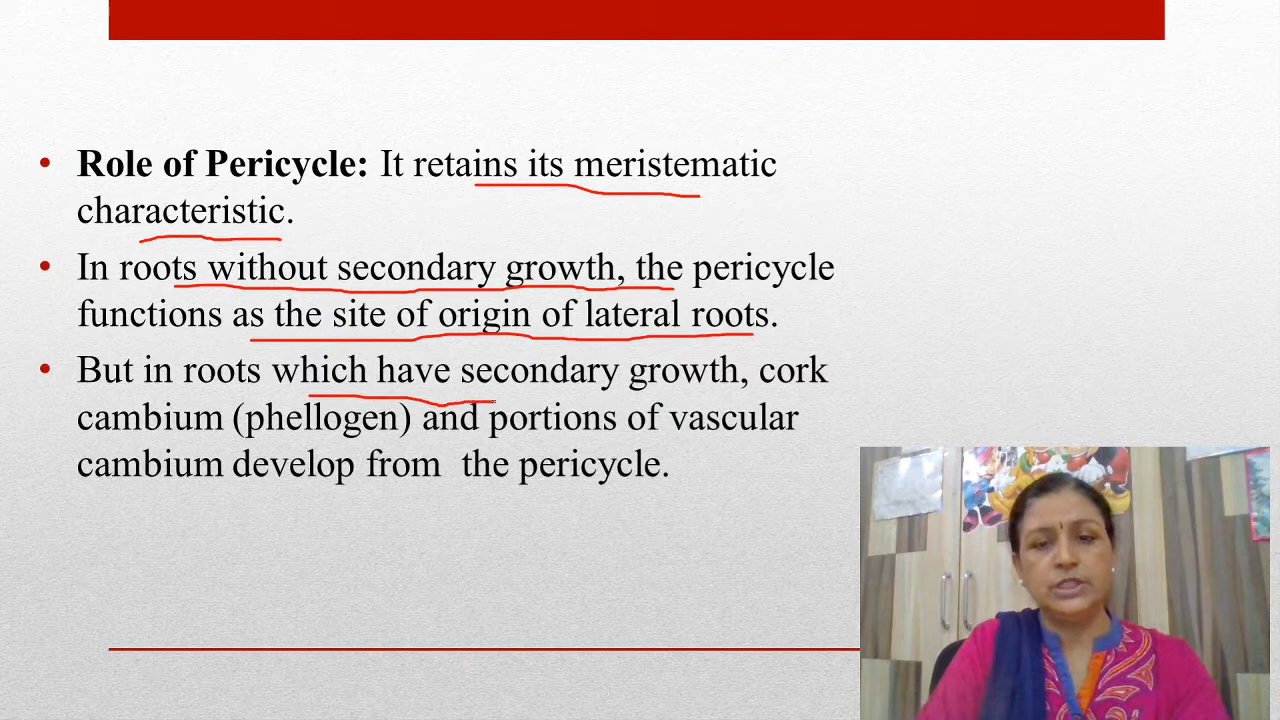 • Role of Pericycle: It retains its meristematic
characteristic.
• In roots without secondary growth, the pericycle
functions as the site of origin of lateral roots.
• But in roots which have secondary growth, cork
cambium (phellogen) and portions of vascular
cambium develop from the pericycle.